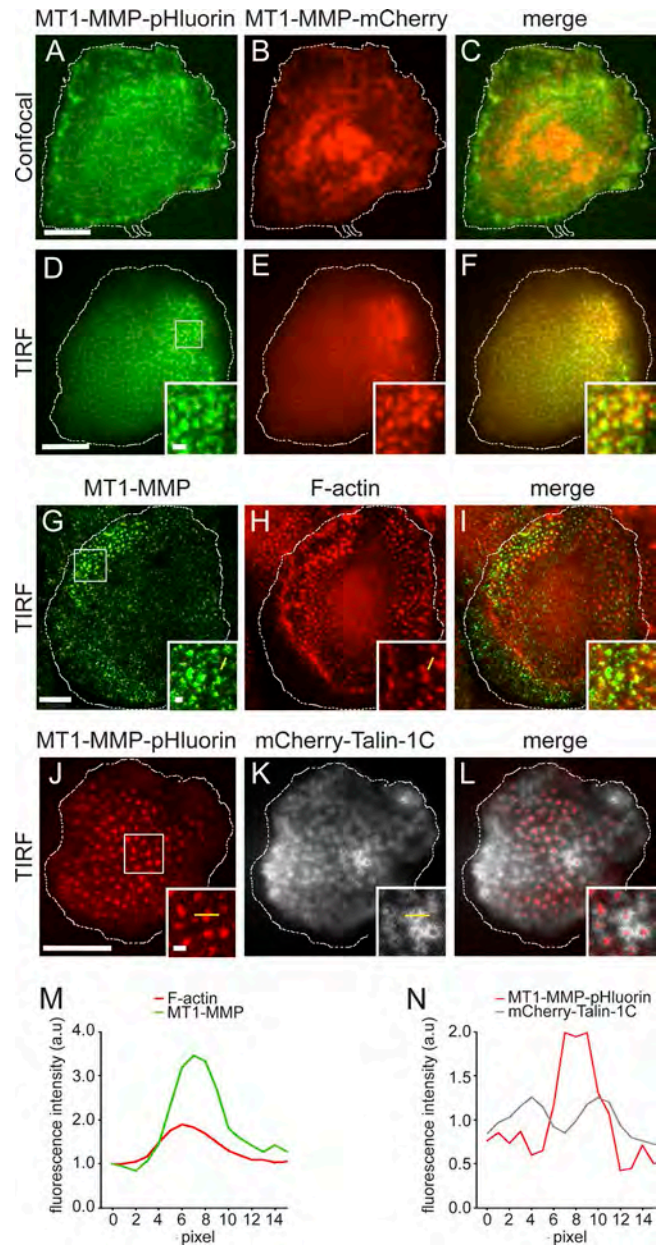 MT1-MMP-pHluorin MT1-MMP-mCherry merge
Confocal
A B C
TIRF
D E F
MT1-MMP F-actin merge
TIRF
G H I
MT1-MMP-pHluorin mCherry-Talin-1C merge
TIRF
J K L
M
F-actin
MT1-MMP
fluorescence intensity (a.u)
4.0
3.0
2.0
1.0
0.0
0 2 4 6 8 10 12 14
pixel
N
MT1-MMP-pHluorin
mCherry-Talin-1C
fluorescence intensity (a.u)
2.0
1.5
1.0
0.5
0.0
0 2 4 6 8 10 12 14
pixel